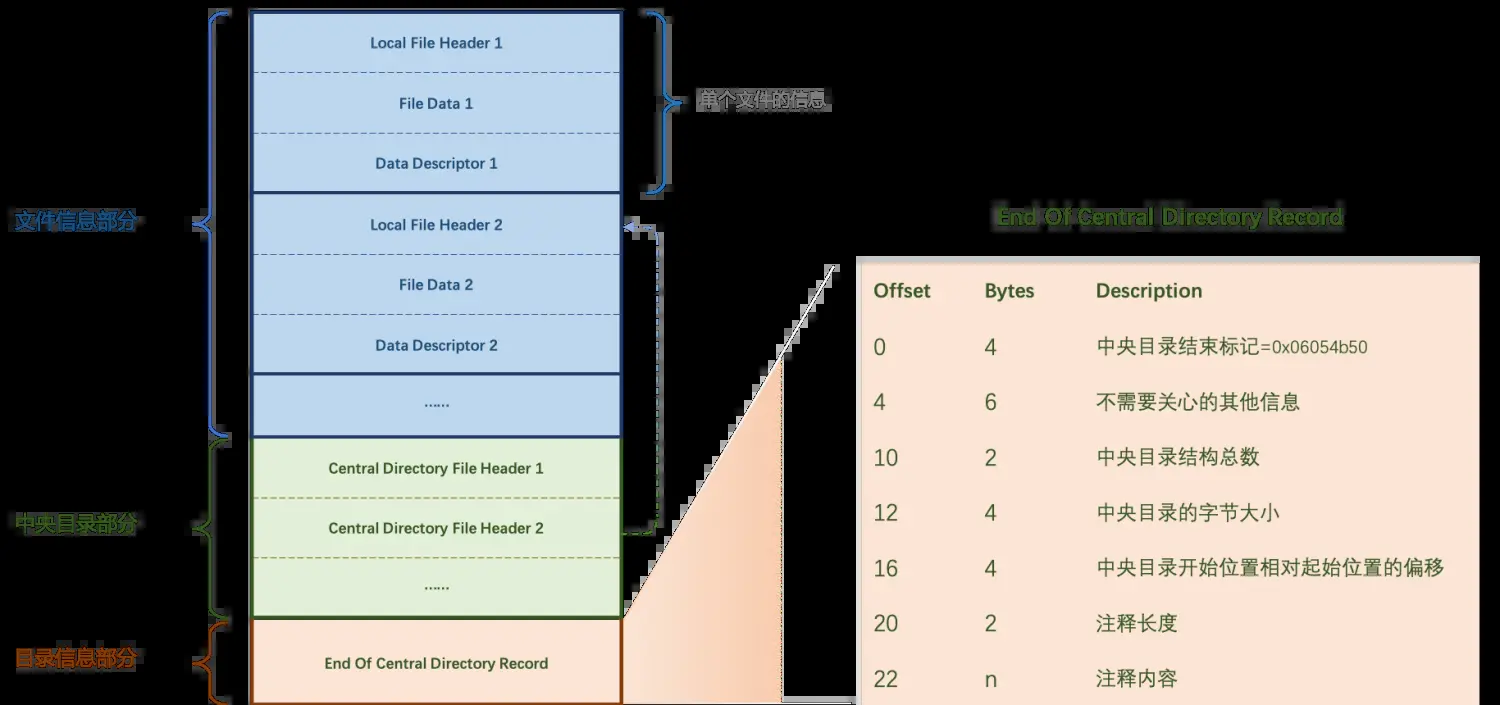 Local File Header 1
File Data 1
Data Descriptor 1
单个文件的信息
文件信息部分
Local File Header 2
File Data 2
Data Descriptor 2
......
中央目录部分
Central Directory File Header 1
Central Directory File Header 2
......
目录信息部分
End Of Central Directory Record
End Of Central Directory Record
Offset Bytes Description
0 4 中央目录结束标记=0x06054b50
4 6 不需要关心的其他信息
10 2 中央目录结构总数
12 4 中央目录的字节大小
16 4 中央目录开始位置相对起始位置的偏移
20 2 注释长度
22 n 注释内容